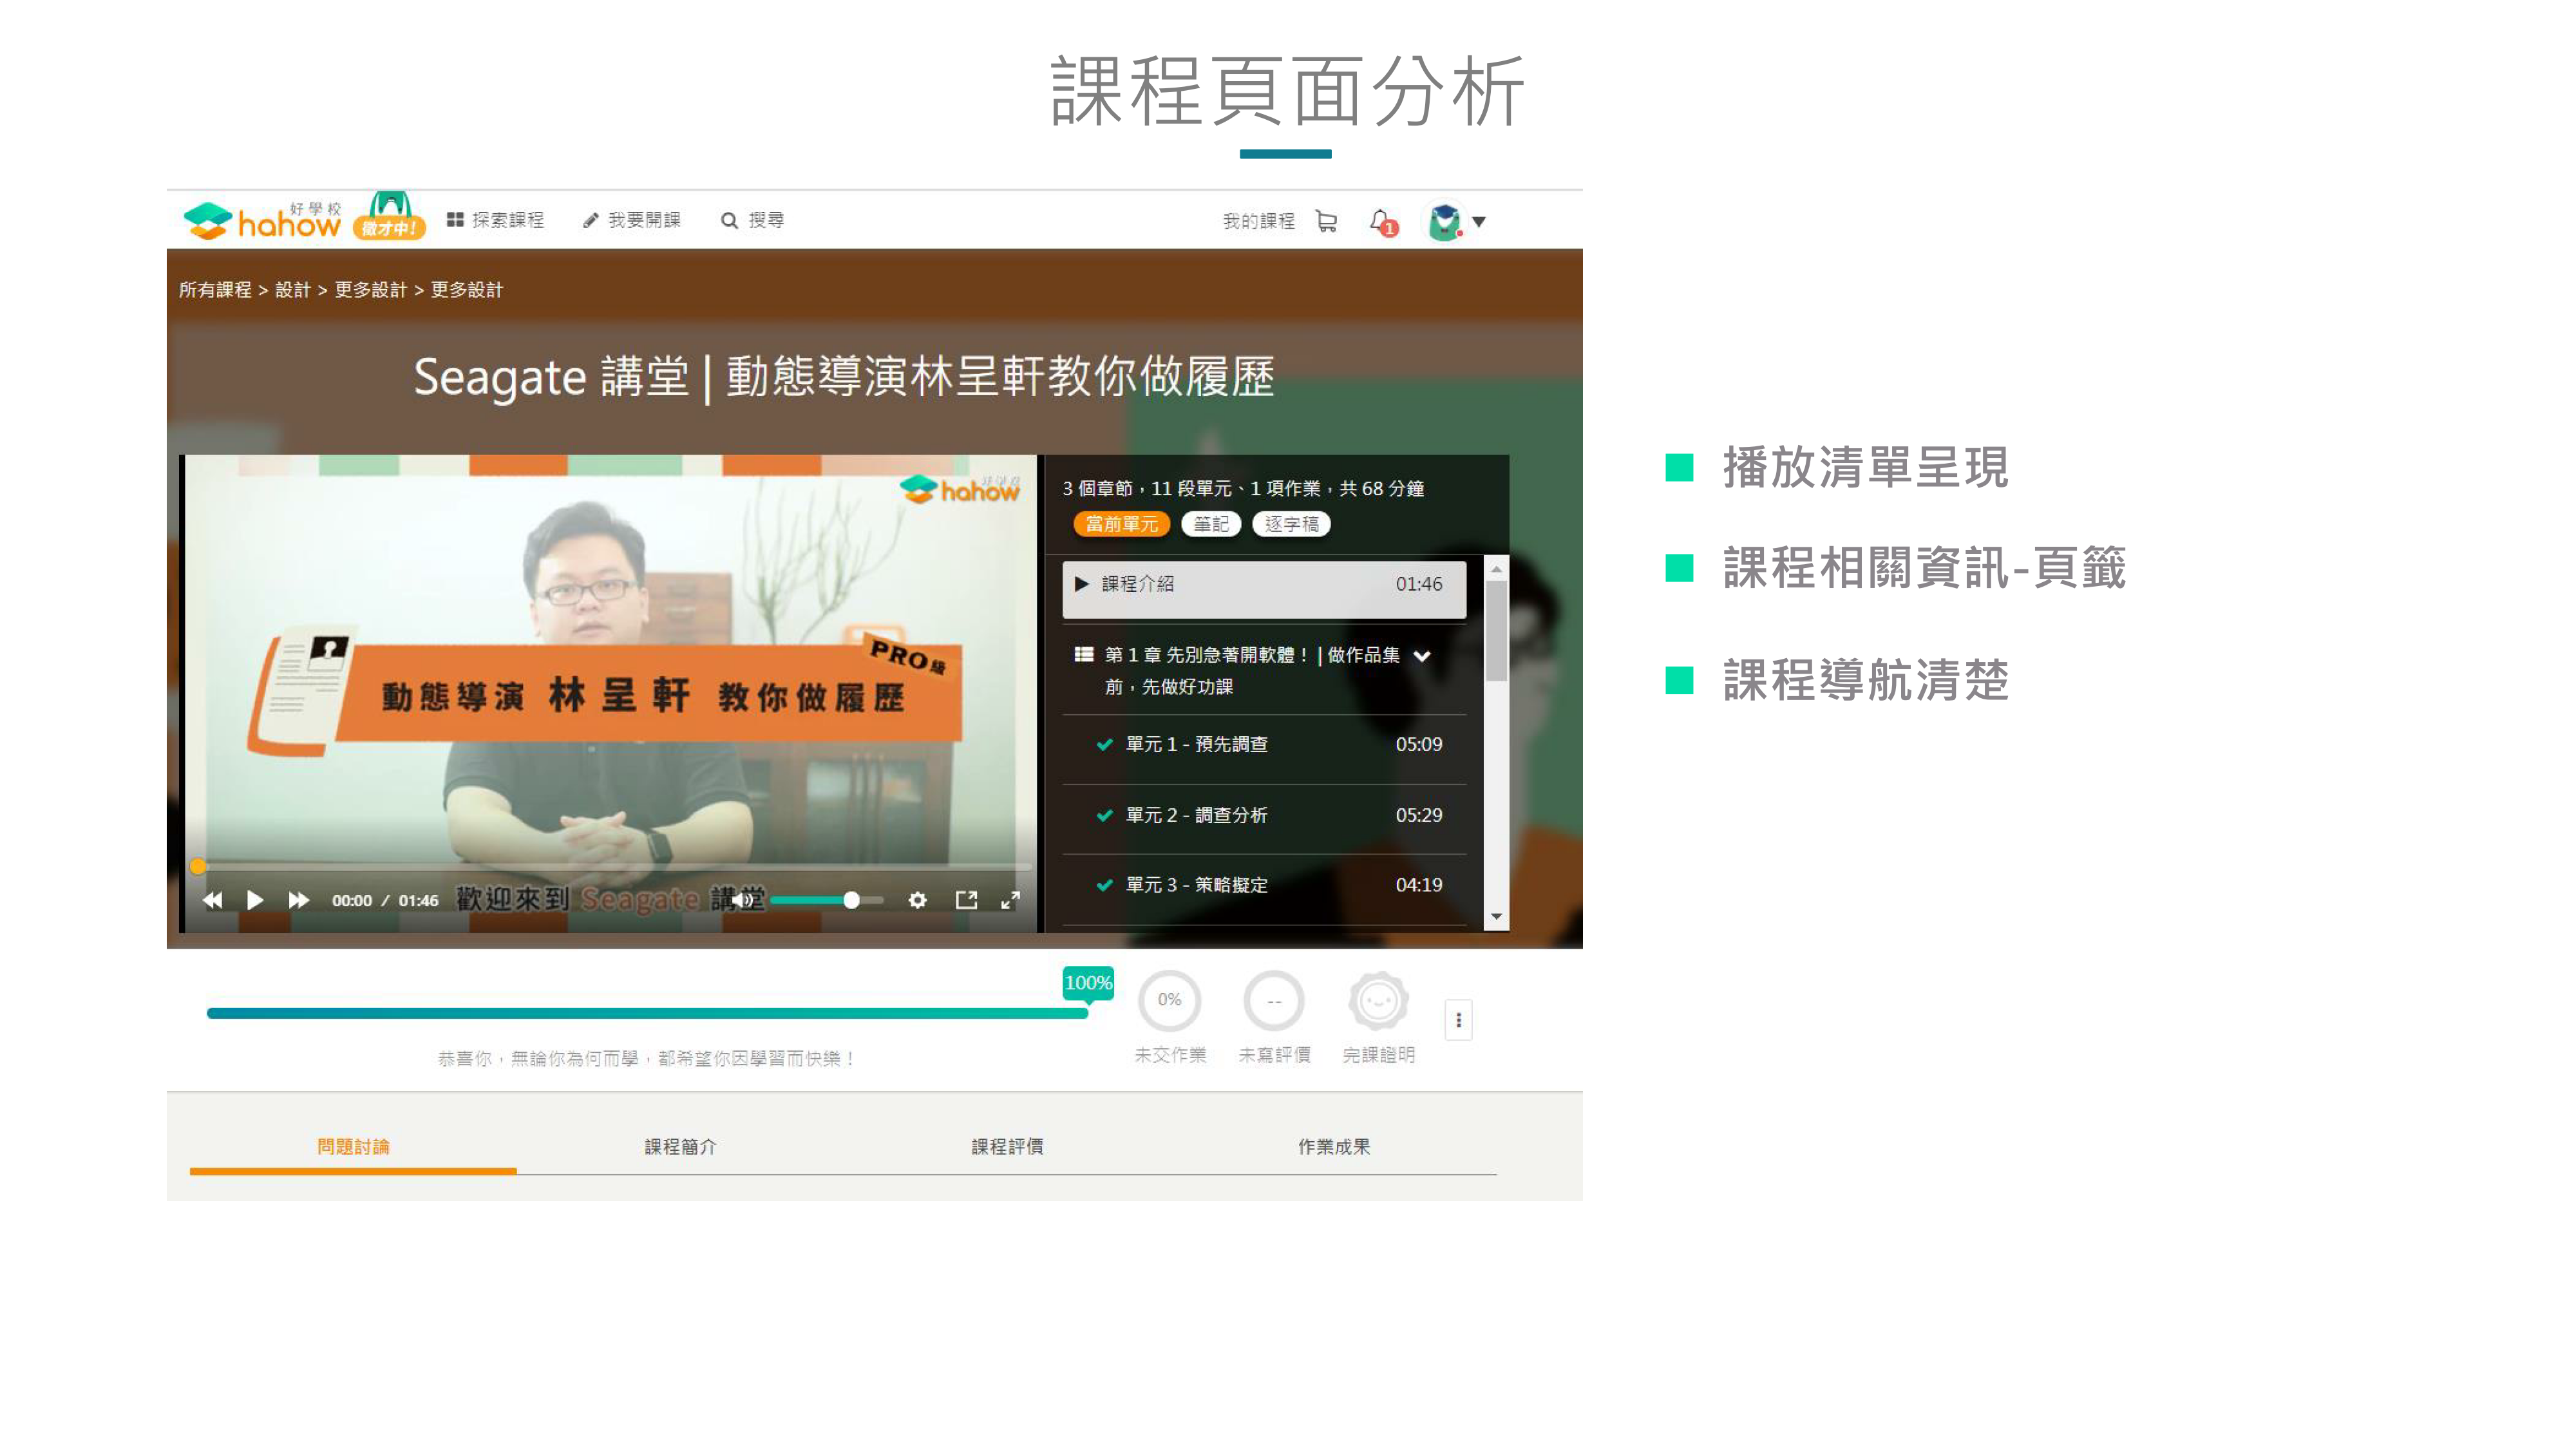 課程頁面分析
好學校
hahow
徵才中!
探索課程
我要開課
搜尋
我的課程
1
所有課程 > 設計 > 更多設計 > 更多設計
Seagate 講堂 | 動態導演林呈軒教你做履歷
hahow
PRO級
動態導演 林呈軒 教你做履歷
00:00 / 01:46
歡迎來到 Seagate 講堂
3 個章節,11 段單元、1 項作業,共 68 分鐘
當前單元
筆記
逐字稿
課程介紹 01:46
第 1 章 先別急著開軟體! | 做作品集
前,先做好功課
單元 1 - 預先調查 05:09
單元 2 - 調查分析 05:29
單元 3 - 策略擬定 04:19
100%
0%
--
恭喜你,無論你為何而學,都希望你因學習而快樂!
未交作業
未寫評價
完課證明
問題討論
課程簡介
課程評價
作業成果
播放清單呈現
課程相關資訊-頁籤
課程導航清楚